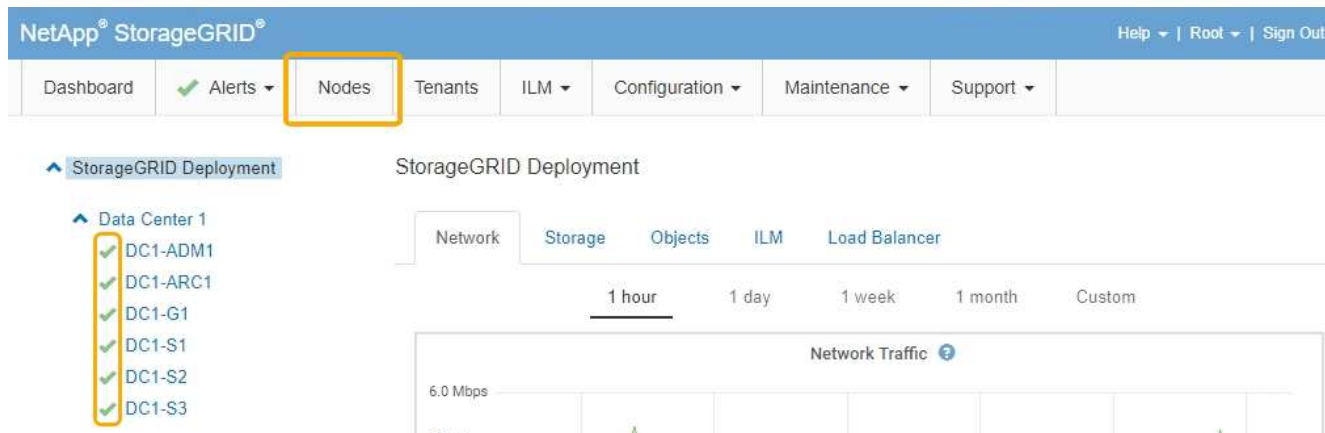 NetApp® StorageGRID® Help | Root | Sign Out
Dashboard Alerts Nodes Tenants ILM Configuration Maintenance Support
StorageGRID Deployment
StorageGRID Deployment
Data Center 1
DC1-ADM1
DC1-ARC1
DC1-G1
DC1-S1
DC1-S2
DC1-S3
Network Storage Objects ILM Load Balancer
1 hour 1 day 1 week 1 month Custom
Network Traffic ?
6.0 Mbps